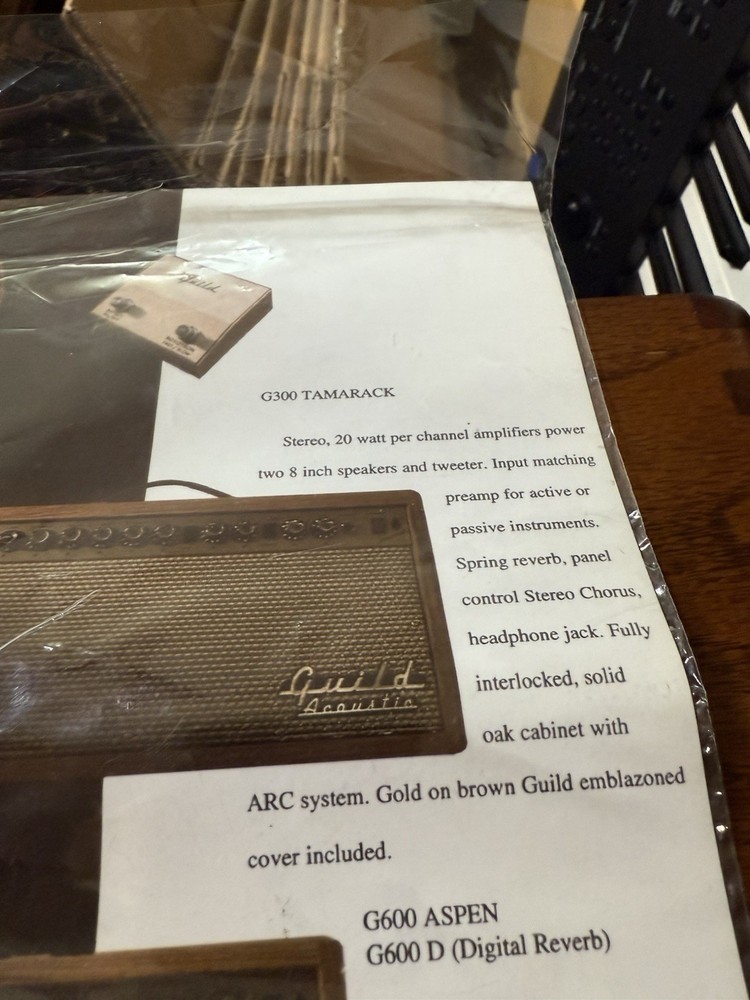 Guild
G300 TAMARACK
Stereo, 20 watt per channel amplifiers power
two 8 inch speakers and tweeter. Input matching
preamp for active or
passive instruments.
Spring reverb, panel
control Stereo Chorus,
headphone jack. Fully
interlocked, solid
oak cabinet with
Guild
Acoustic
ARC system. Gold on brown Guild emblazoned
cover included.
G600 ASPEN
G600 D (Digital Reverb)